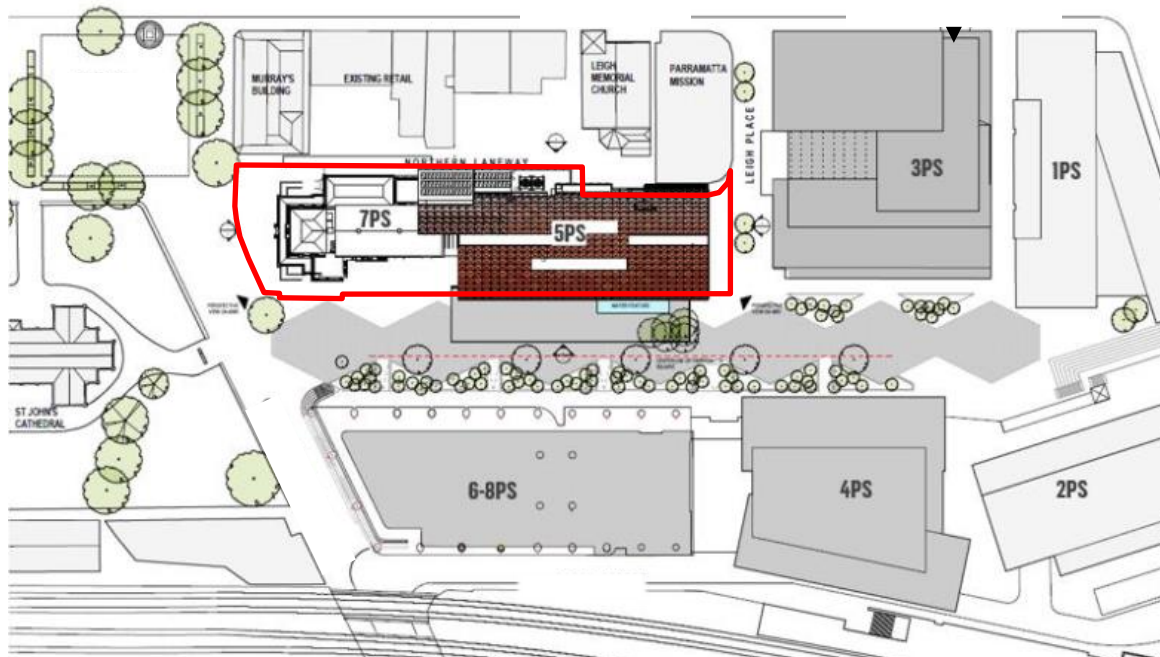 MURRAY'S
BUILDING
EXISTING RETAIL
LEIGH
MEMORIAL
CHURCH
PARRAMATTA
MISSION
LEIGH PLACE
3PS
1PS
NORTHERN LANEWAY
7PS
5PS
ST JOHN'S
CATHEDRAL
6-8PS
4PS
2PS